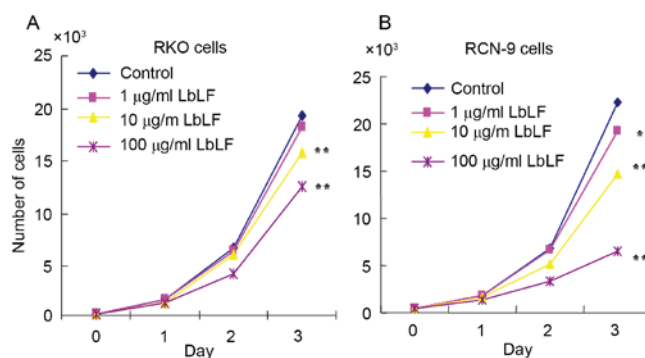 A
×10³
RKO cells
25
20
15
10
5
0
Number of cells
Control
1 µg/ml LbLF
10 µg/m LbLF
100 µg/ml LbLF
**
**
0 1 2 3
Day
B
×10³
RCN-9 cells
25
20
15
10
5
0
Control
1 µg/ml LbLF
10 µg/m LbLF
100 µg/ml LbLF
*
**
**
0 1 2 3
Day